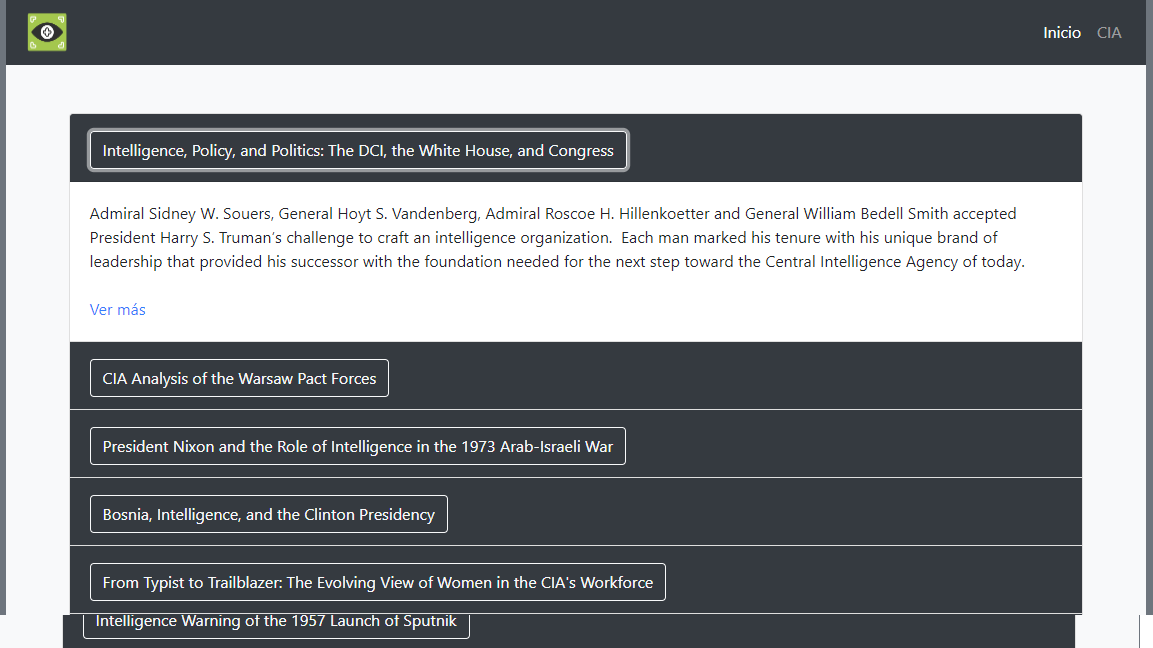 Inicio CIA
Intelligence, Policy, and Politics: The DCI, the White House, and Congress
Admiral Sidney W. Souers, General Hoyt S. Vandenberg, Admiral Roscoe H. Hillenkoetter and General William Bedell Smith accepted
President Harry S. Truman’s challenge to craft an intelligence organization.  Each man marked his tenure with his unique brand of
leadership that provided his successor with the foundation needed for the next step toward the Central Intelligence Agency of today.
Ver más
CIA Analysis of the Warsaw Pact Forces
President Nixon and the Role of Intelligence in the 1973 Arab-Israeli War
Bosnia, Intelligence, and the Clinton Presidency
From Typist to Trailblazer: The Evolving View of Women in the CIA's Workforce
Intelligence Warning of the 1957 Launch of Sputnik